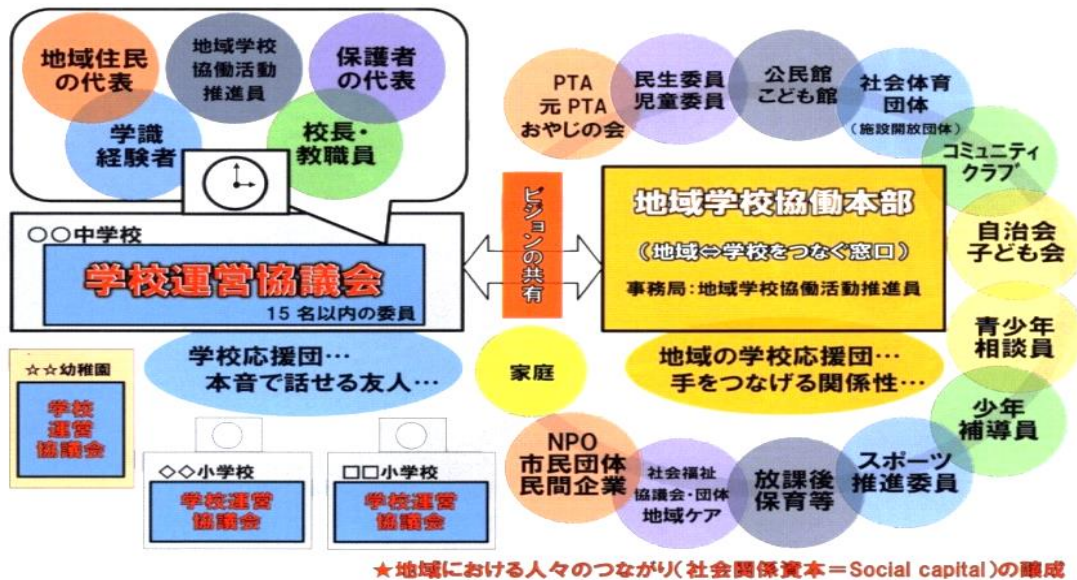 地域住民
の代表
地域学校
協働活動
推進員
保護者
の代表
学識
経験者
校長・
教職員
○○中学校
学校運営協議会
15名以内の委員
学校応援団…
本音で話せる友人…
☆☆幼稚園
学校
運営
協議会
◇◇小学校
学校運営
協議会
□□小学校
学校運営
協議会
ビジョンの共有
家庭
地域学校協働本部
(地域⇔学校をつなぐ窓口)
事務局:地域学校協働活動推進員
地域の学校応援団…
手をつなげる関係性…
PTA
元PTA
おやじの会
民生委員
児童委員
公民館
こども館
社会体育
団体
(施設開放団体)
コミュニティ
クラブ
自治会
子ども会
青少年
相談員
少年
補導員
スポーツ
推進委員
放課後
保育等
社会福祉
協議会・団体
地域ケア
NPO
市民団体
民間企業
★地域における人々のつながり(社会関係資本=Social capital)の醸成